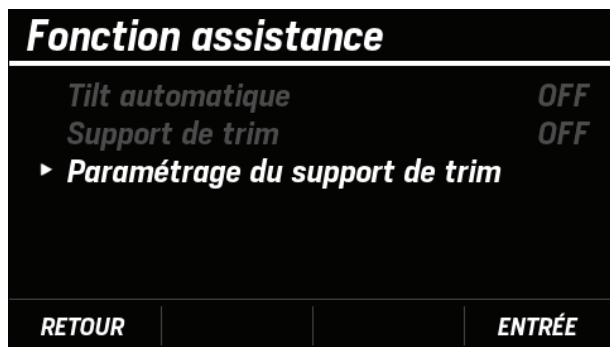 Fonction assistance
Tilt automatique OFF
Support de trim OFF
Paramétrage du support de trim
RETOUR ENTRÉE